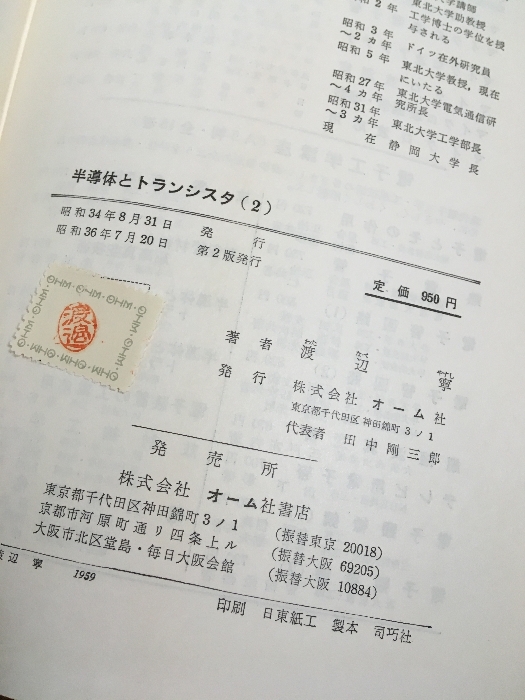 学講師
和 2 年 東北大学助教授
工学博士の学位を授
与される
昭和 3 年 ドイツ在外研究員
～2 カ年
昭和 5 年 東北大学教授,現在
にいたる
昭和27年 東北大学電気通信研
～4 カ年 究所長
昭和31年 東北大学工学部長
～3 カ年
現 在 静岡大学長
半導体とトランシスタ(2)
昭和34年8月31日 発 行
昭和36年7月20日 第2版発行
定 価 950 円
OHM・OHM・OHM
渡邊
著者 渡辺寧
発行 株式会社 オーム社
東京都千代田区神田錦町3ノ1
代表者 田中剛三郎
発売所
株式会社 オーム社書店
東京都千代田区神田錦町3ノ1 (振替東京 20018)
京都市河原町通リ四条上ル (振替大阪 69205)
大阪市北区堂島・毎日大阪会館 (振替大阪 10884)
渡辺 寧 1959
印刷 日東紙工 製本 司巧社